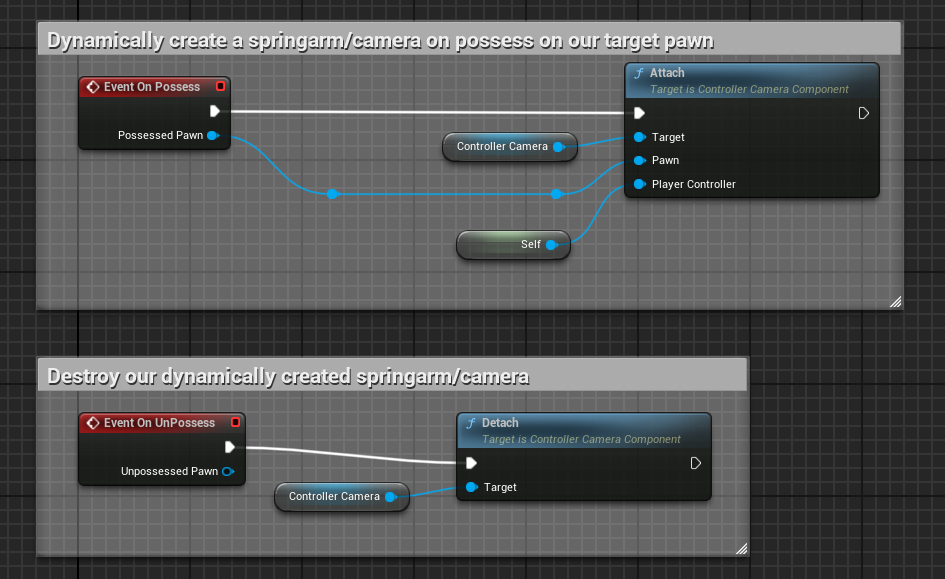 Dynamically create a springarm/camera on possess on our target pawn
Event On Possess
Possessed Pawn
Controller Camera
Self
Attach
Target is Controller Camera Component
Target
Pawn
Player Controller
Destroy our dynamically created springarm/camera
Event On UnPossess
Unpossessed Pawn
Controller Camera
Detach
Target is Controller Camera Component
Target